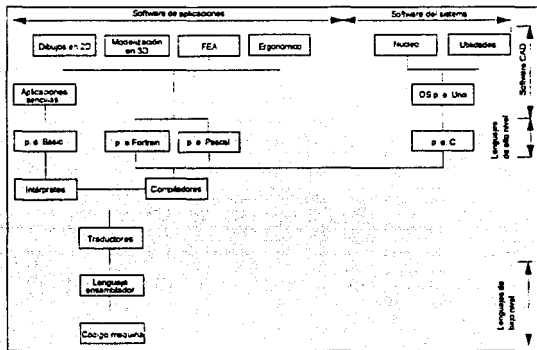 Software de aplicaciones
Software del sistema
Dibujos en 2D
Modelización
en 3D
FEA
Ergonómico
Nucleo
Utilidades
Software CAD
Aplicaciones
sencillas
OS p. e. Unix
Lenguajes
de alto nivel
p. e. Basic
p. e Fortran
p. e Pascal
p. e. C
Intérpretes
Compiladores
Traductores
Lenguaje
ensamblador
Lenguajes de
bajo nivel
Código maquina